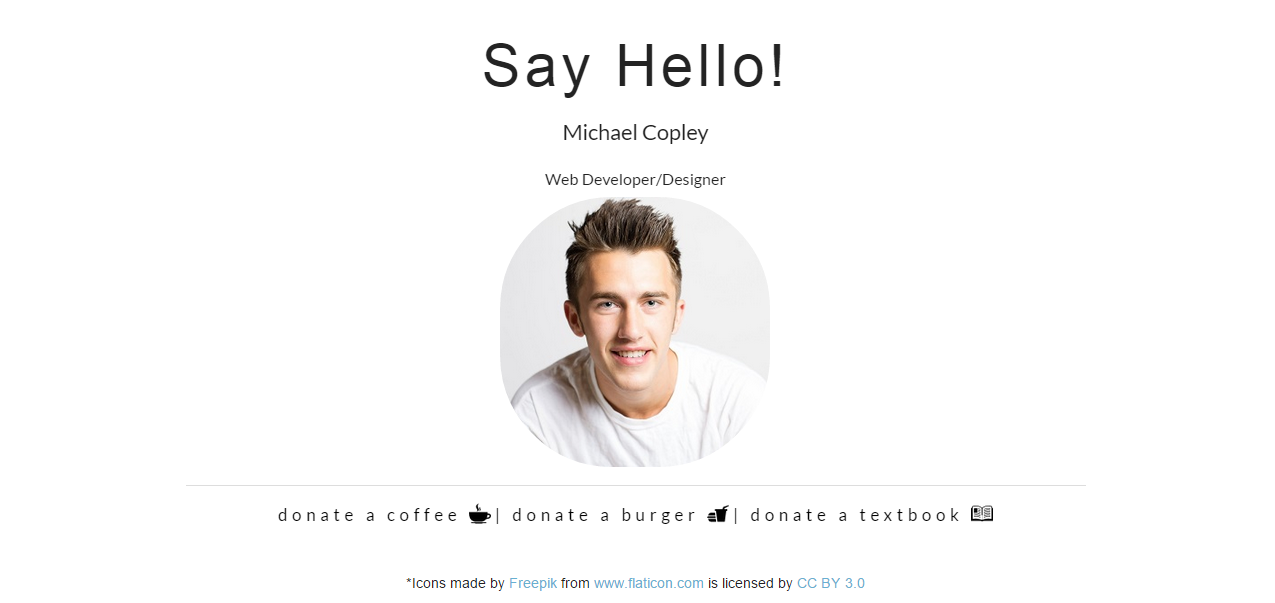 Say Hello!
Michael Copley
Web Developer/Designer
donate a coffee | donate a burger | donate a textbook
*Icons made by Freepik from www.flaticon.com is licensed by CC BY 3.0